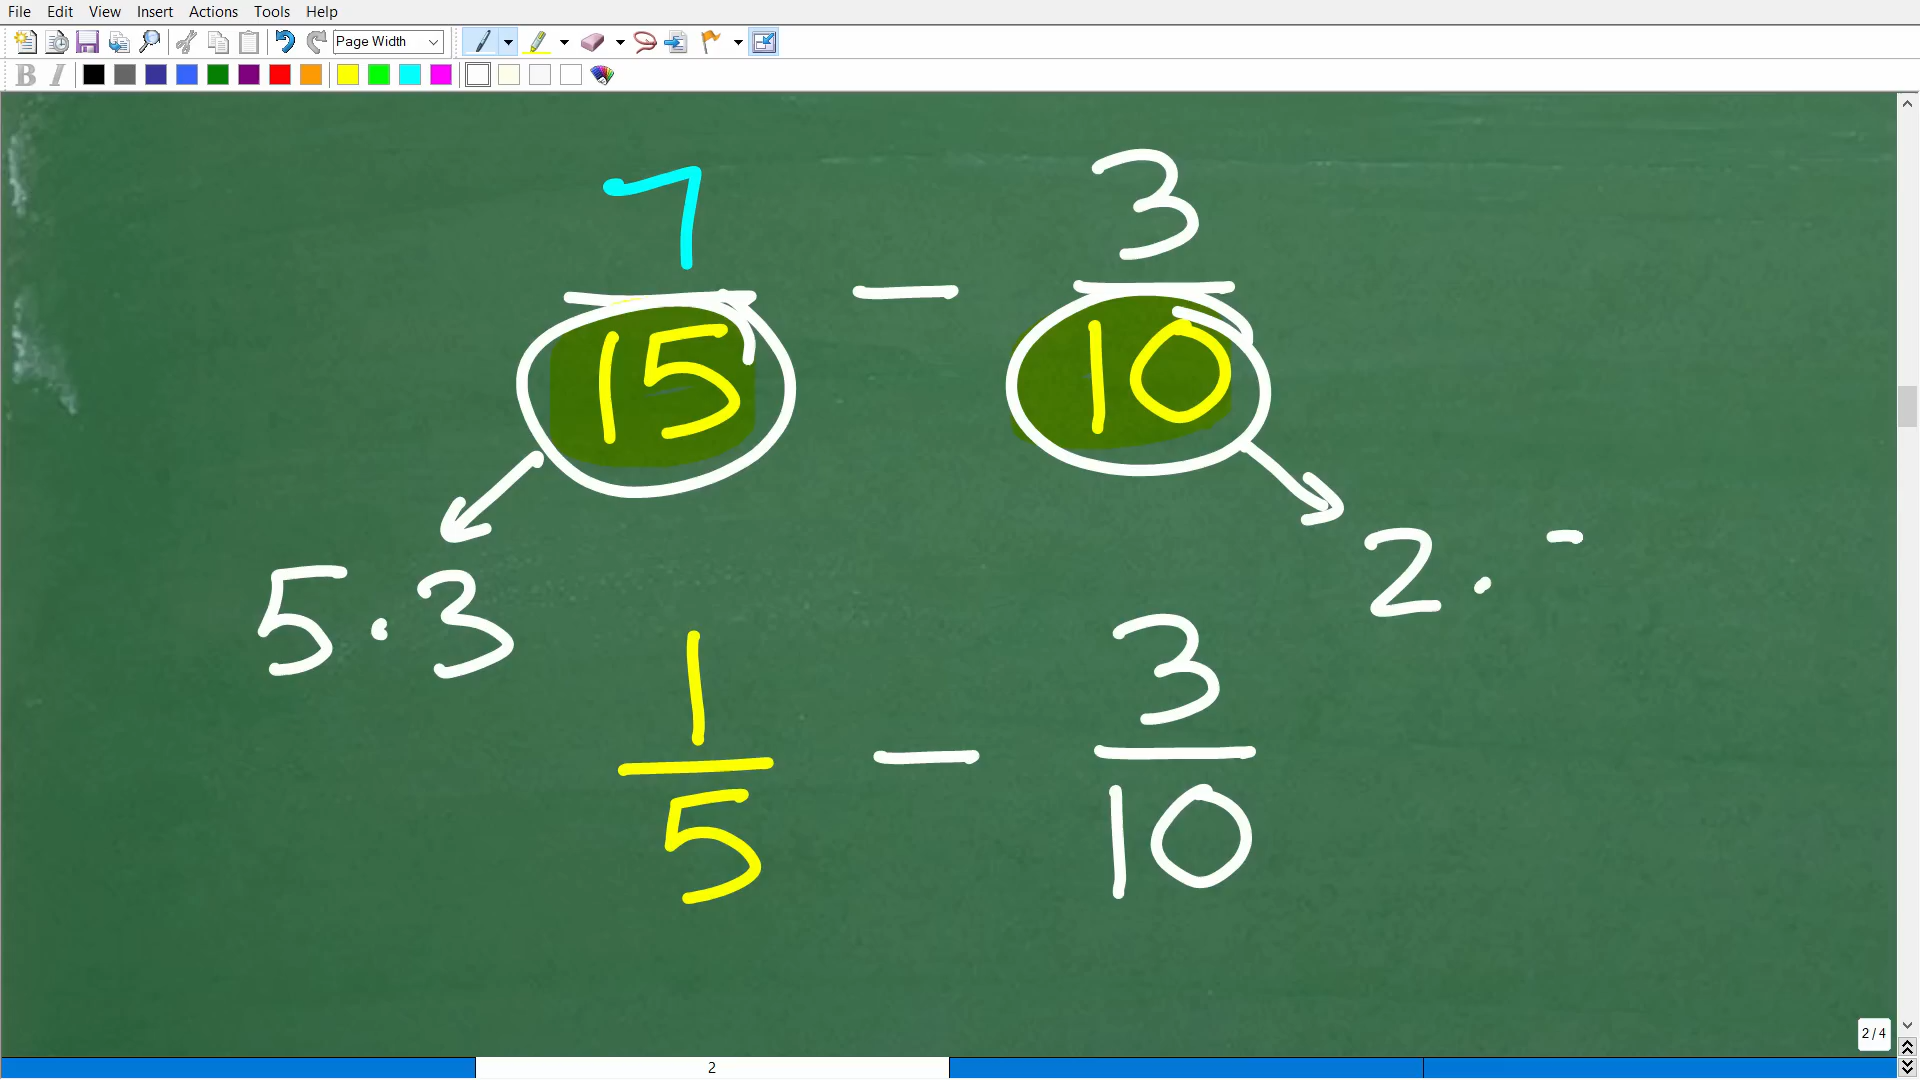 File Edit View Insert Actions Tools Help
Page Width
B I
7/15 - 3/10
5·3
2·
1/5 - 3/10
2 / 4
2